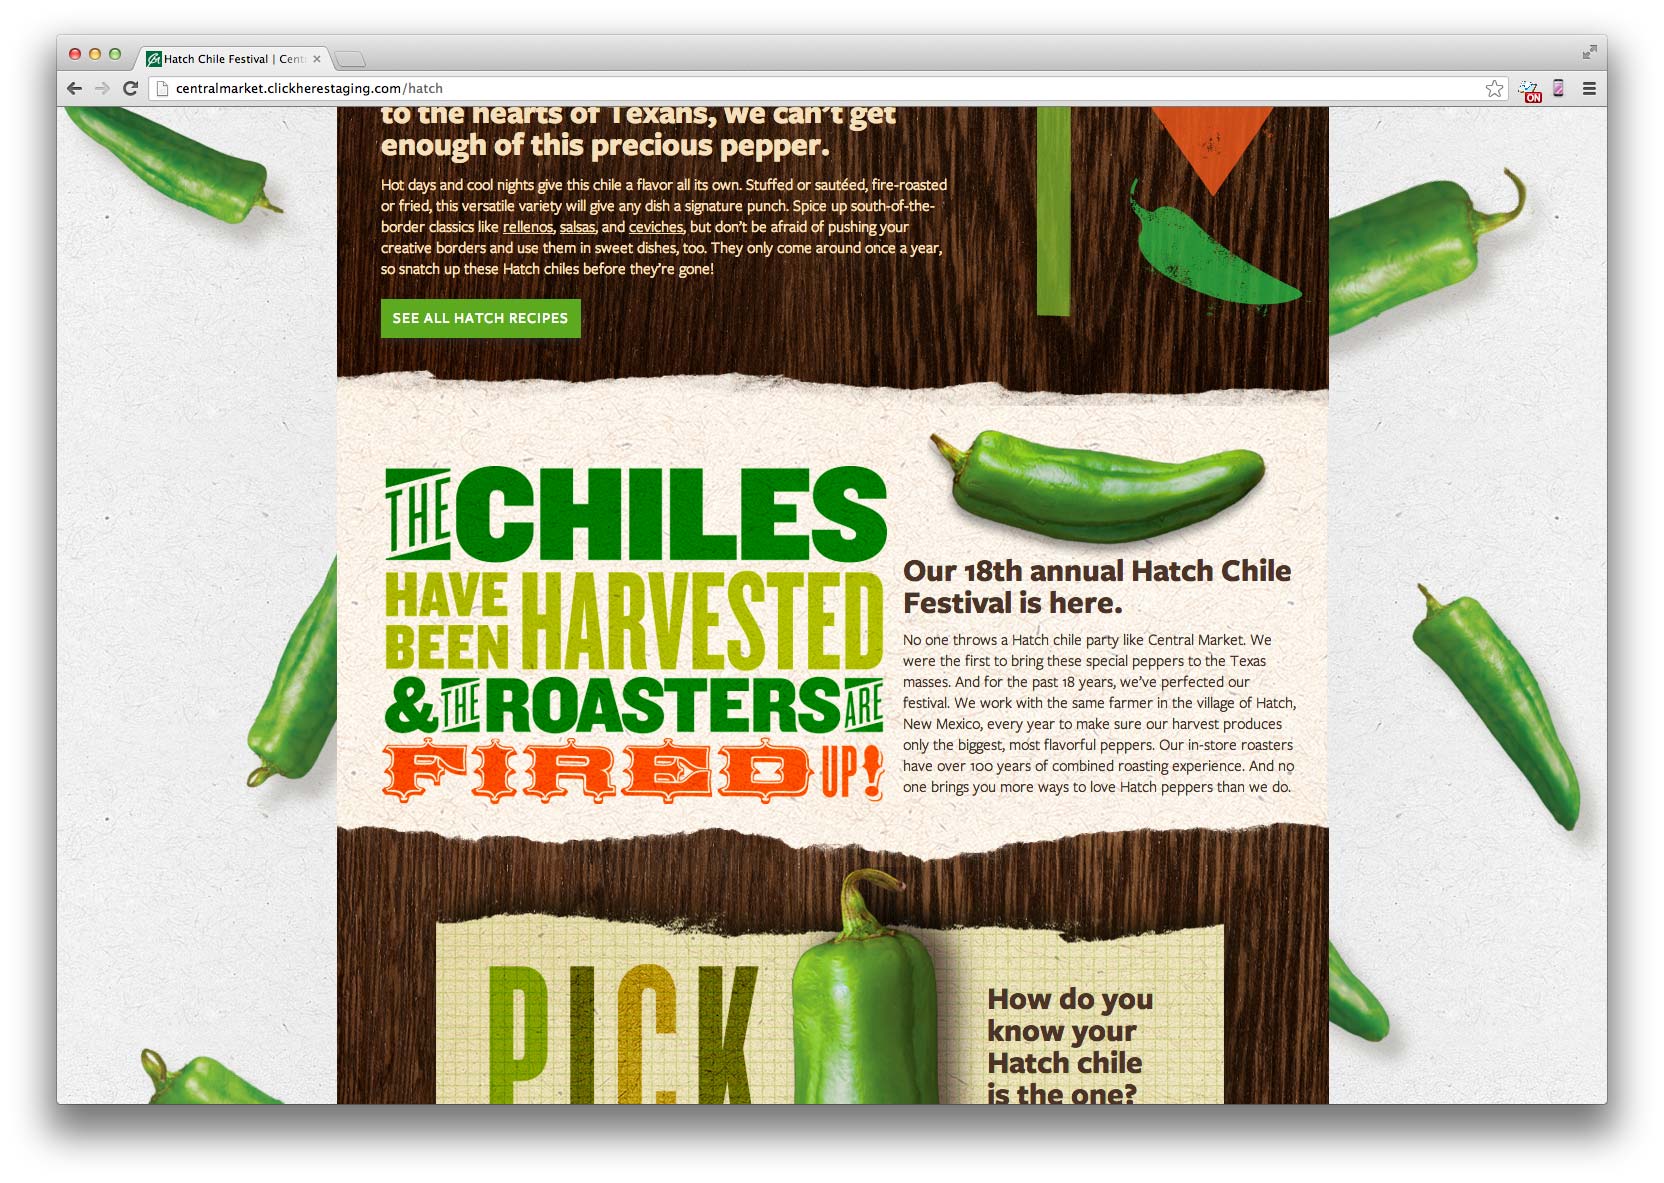 Hatch Chile Festival | Cent
centralmarket.clickherestaging.com/hatch
ON
to the hearts of Texans, we can't get
enough of this precious pepper.
Hot days and cool nights give this chile a flavor all its own. Stuffed or sautéed, fire-roasted
or fried, this versatile variety will give any dish a signature punch. Spice up south-of-the-
border classics like rellenos, salsas, and ceviches, but don't be afraid of pushing your
creative borders and use them in sweet dishes, too. They only come around once a year,
so snatch up these Hatch chiles before they're gone!
SEE ALL HATCH RECIPES
THE CHILES
HAVE BEEN HARVESTED
& THE ROASTERS ARE
FIRED UP!
Our 18th annual Hatch Chile
Festival is here.
No one throws a Hatch chile party like Central Market. We
were the first to bring these special peppers to the Texas
masses. And for the past 18 years, we've perfected our
festival. We work with the same farmer in the village of Hatch,
New Mexico, every year to make sure our harvest produces
only the biggest, most flavorful peppers. Our in-store roasters
have over 100 years of combined roasting experience. And no
one brings you more ways to love Hatch peppers than we do.
PICK
How do you
know your
Hatch chile
is the one?